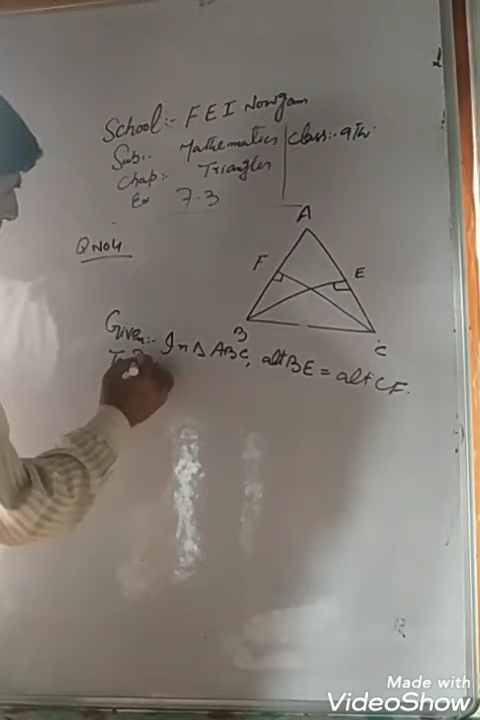 School:- F E I Nowgam
Sub:- Mathematics | Class:- 9th.
Chap:- Triangles
Ex 7.3
Q No 4
A
F
E
B
C
Given:- In Δ ABC, alt BE = alt CF.
Made with
VideoShow